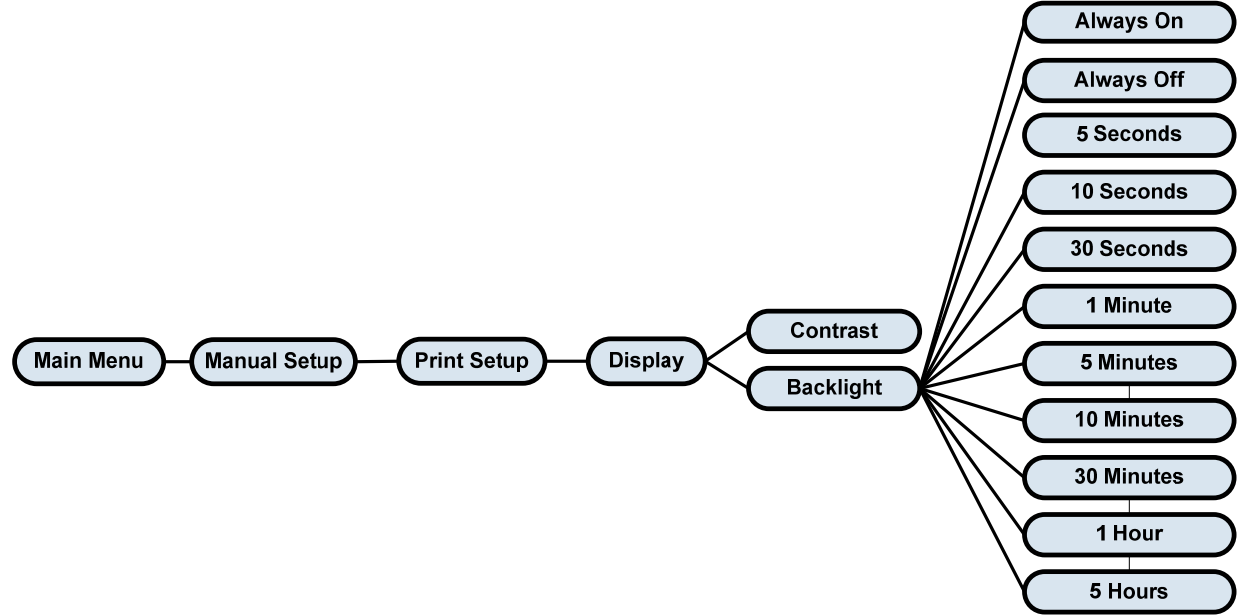 Main Menu
Manual Setup
Print Setup
Display
Contrast
Backlight
Always On
Always Off
5 Seconds
10 Seconds
30 Seconds
1 Minute
5 Minutes
10 Minutes
30 Minutes
1 Hour
5 Hours